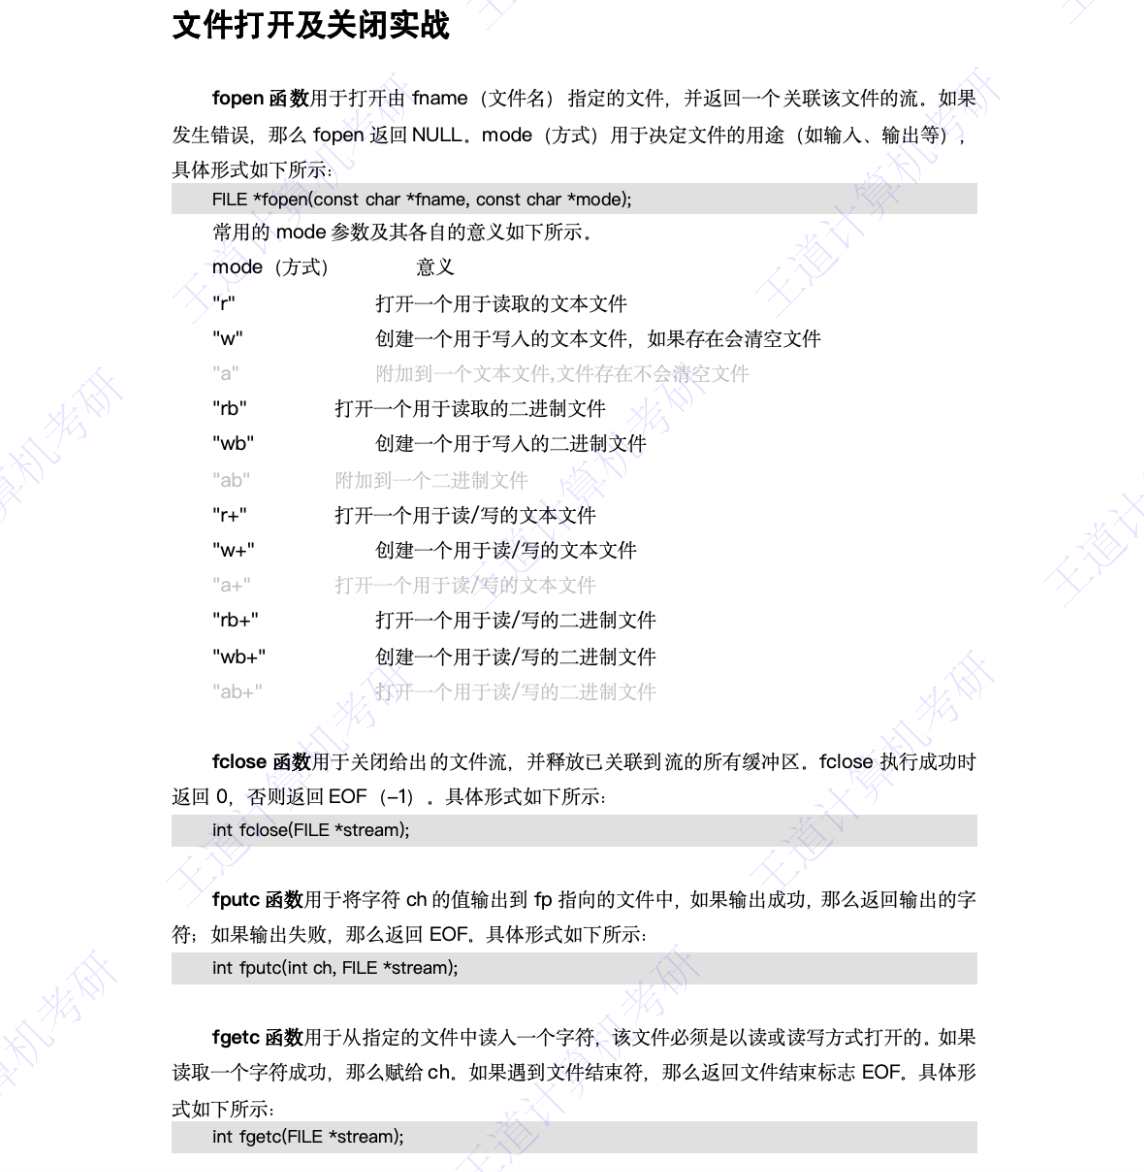 文件打开及关闭实战
fopen 函数用于打开由 fname（文件名）指定的文件，并返回一个关联该文件的流。如果
发生错误，那么 fopen 返回 NULL。mode（方式）用于决定文件的用途（如输入、输出等），
具体形式如下所示：
FILE *fopen(const char *fname, const char *mode);
常用的 mode 参数及其各自的意义如下所示。
mode（方式） 意义
"r" 打开一个用于读取的文本文件
"w" 创建一个用于写入的文本文件，如果存在会清空文件
"a" 附加到一个文本文件,文件存在不会清空文件
"rb" 打开一个用于读取的二进制文件
"wb" 创建一个用于写入的二进制文件
"ab" 附加到一个二进制文件
"r+" 打开一个用于读/写的文本文件
"w+" 创建一个用于读/写的文本文件
"a+" 打开一个用于读/写的文本文件
"rb+" 打开一个用于读/写的二进制文件
"wb+" 创建一个用于读/写的二进制文件
"ab+" 打开一个用于读/写的二进制文件
fclose 函数用于关闭给出的文件流，并释放已关联到流的所有缓冲区。fclose 执行成功时
返回 0，否则返回 EOF（-1）。具体形式如下所示：
int fclose(FILE *stream);
fputc 函数用于将字符 ch 的值输出到 fp 指向的文件中，如果输出成功，那么返回输出的字
符；如果输出失败，那么返回 EOF。具体形式如下所示：
int fputc(int ch, FILE *stream);
fgetc 函数用于从指定的文件中读入一个字符，该文件必须是以读或读写方式打开的。如果
读取一个字符成功，那么赋给 ch。如果遇到文件结束符，那么返回文件结束标志 EOF。具体形
式如下所示：
int fgetc(FILE *stream);
王道计算机考研